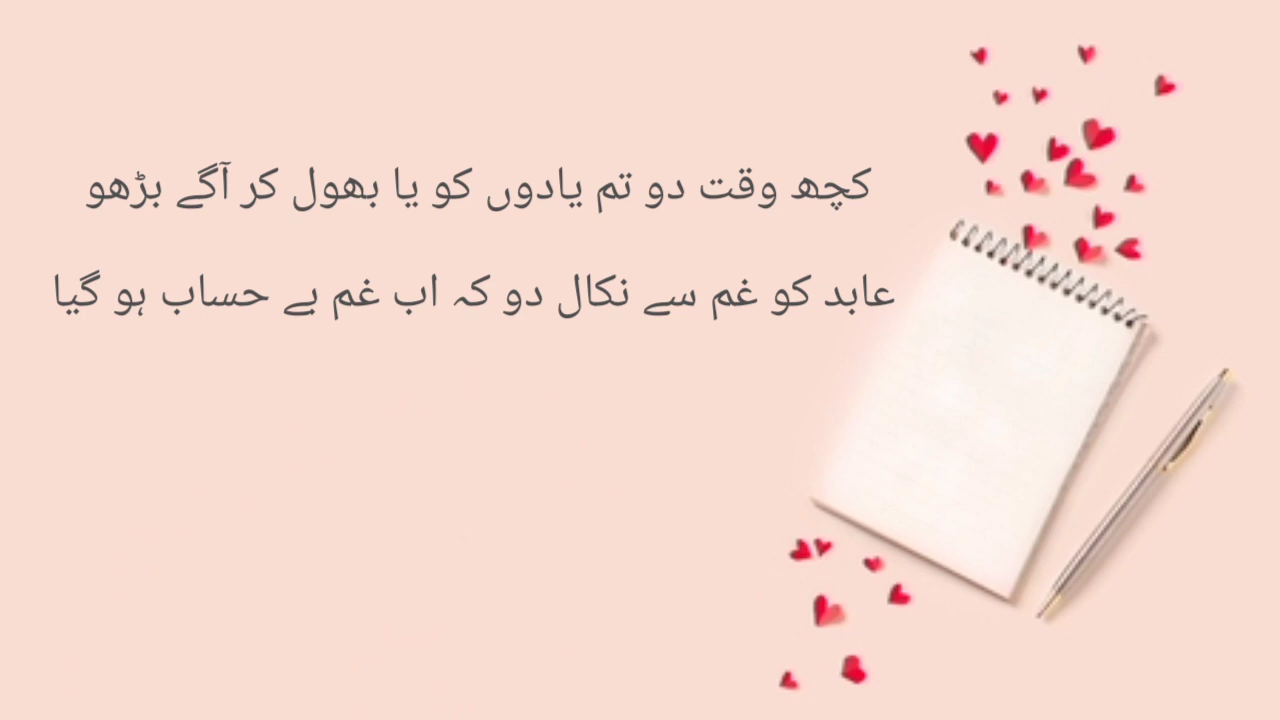 کچھ وقت دو تم یادوں کو یا بھول کر آگے بڑھو
عابد کو غم سے نکال دو کہ اب غم بے حساب ہو گیا